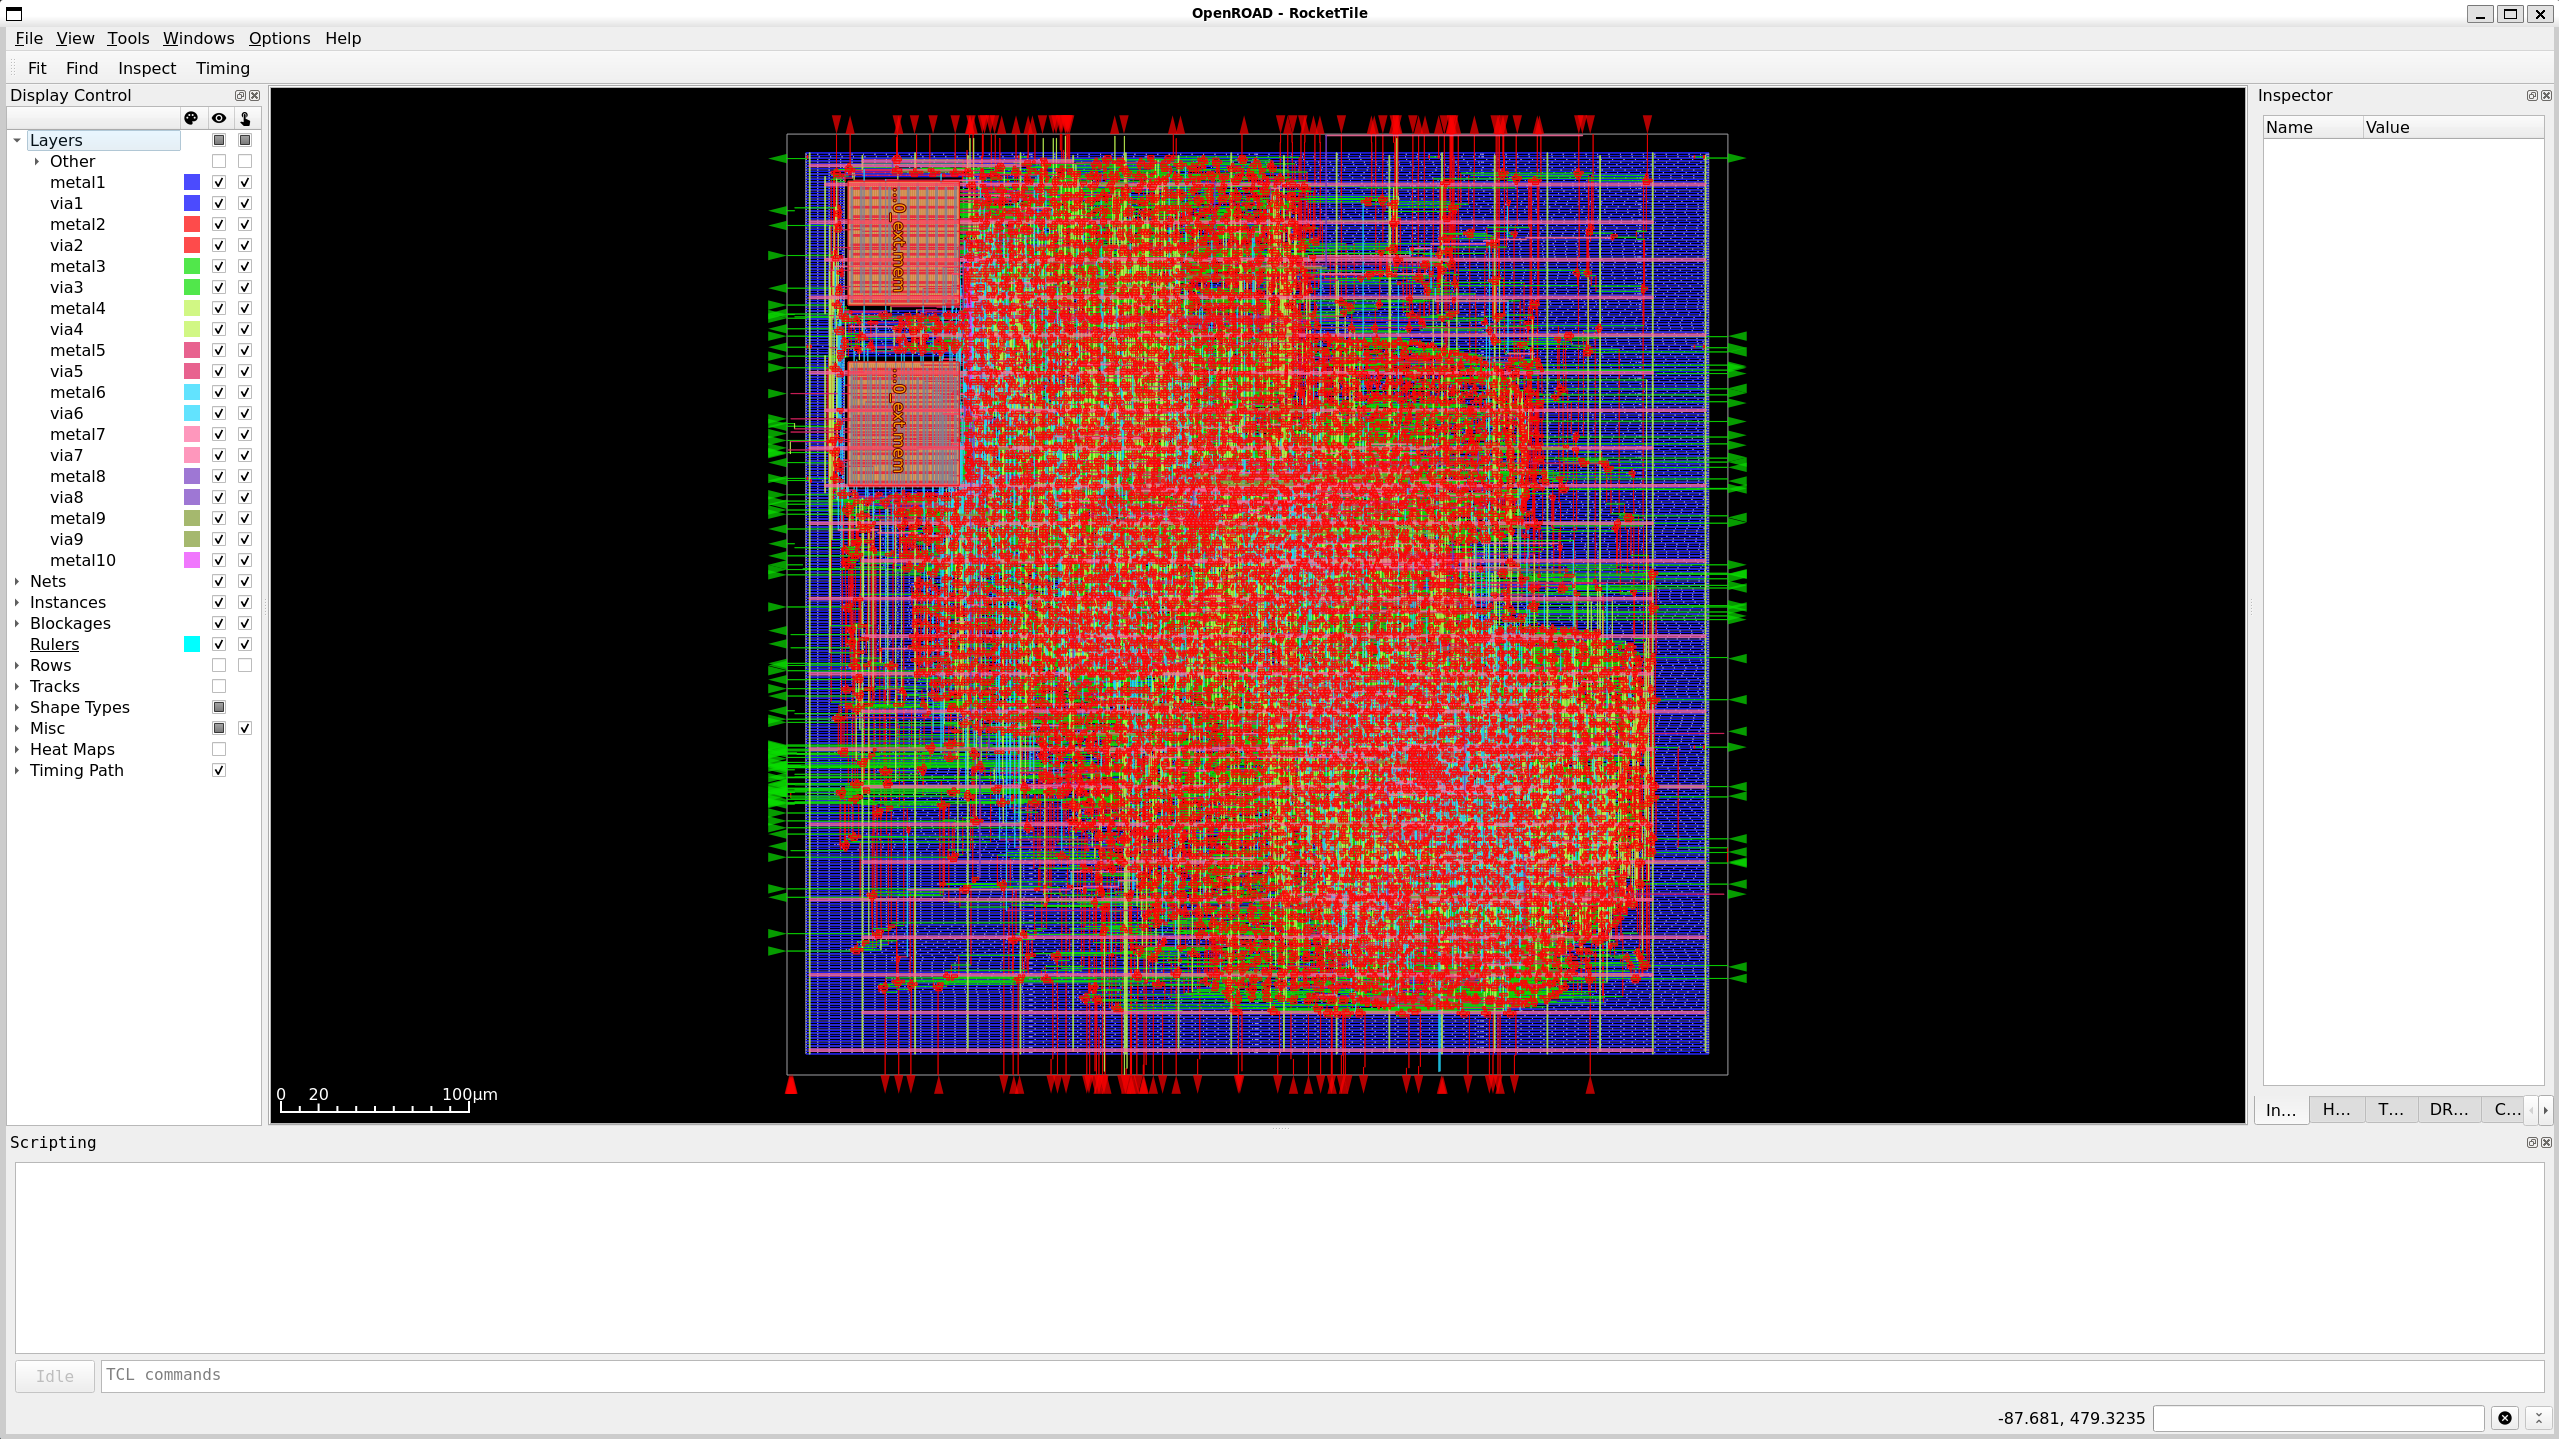 OpenROAD - RocketTile
File View Tools Windows Options Help
Fit Find Inspect Timing
Display Control
Layers
Other
metal1
via1
metal2
via2
metal3
via3
metal4
via4
metal5
via5
metal6
via6
metal7
via7
metal8
via8
metal9
via9
metal10
Nets
Instances
Blockages
Rulers
Rows
Tracks
Shape Types
Misc
Heat Maps
Timing Path
...0_ext.mem
...0_ext.mem
0 20 100μm
Inspector
Name Value
In... H... T... DR... C...
Scripting
Idle TCL commands
-87.681, 479.3235